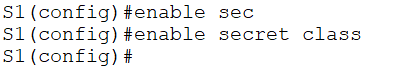 S1(config)#enable sec
S1(config)#enable secret class
S1(config)#